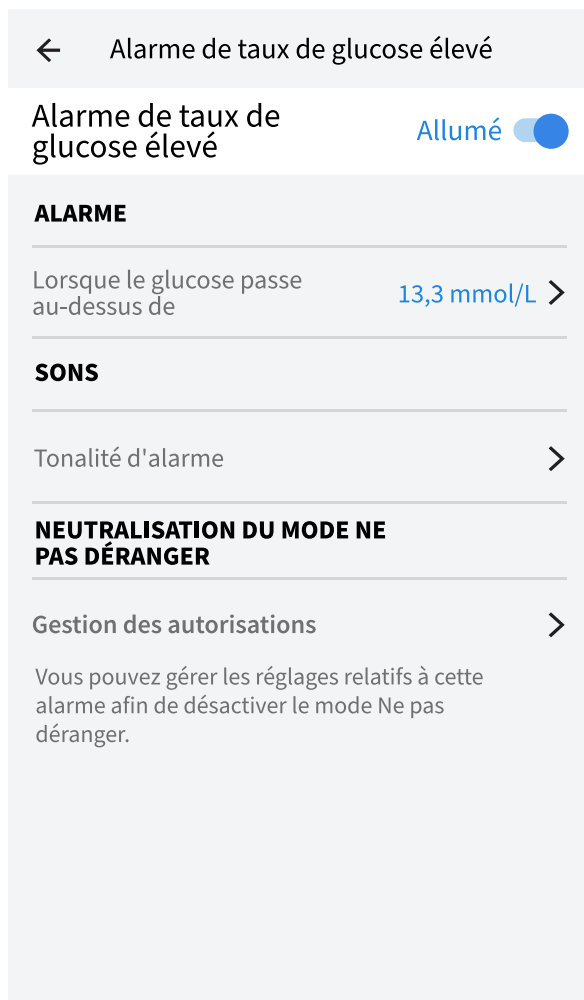 Alarme de taux de glucose élevé
Alarme de taux de
glucose élevé
Allumé
ALARME
Lorsque le glucose passe
au-dessus de
13,3 mmol/L
SONS
Tonalité d'alarme
NEUTRALISATION DU MODE NE
PAS DÉRANGER
Gestion des autorisations
Vous pouvez gérer les réglages relatifs à cette
alarme afin de désactiver le mode Ne pas
déranger.